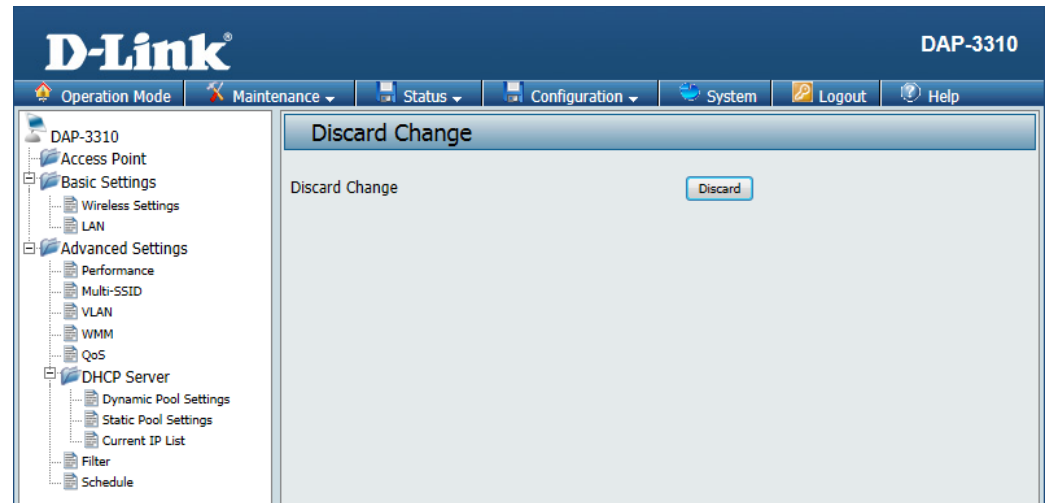 D-Link®
DAP-3310
Operation Mode Maintenance Status Configuration System Logout Help
DAP-3310
Access Point
Basic Settings
Wireless Settings
LAN
Advanced Settings
Performance
Multi-SSID
VLAN
WMM
QoS
DHCP Server
Dynamic Pool Settings
Static Pool Settings
Current IP List
Filter
Schedule
Discard Change
Discard Change Discard